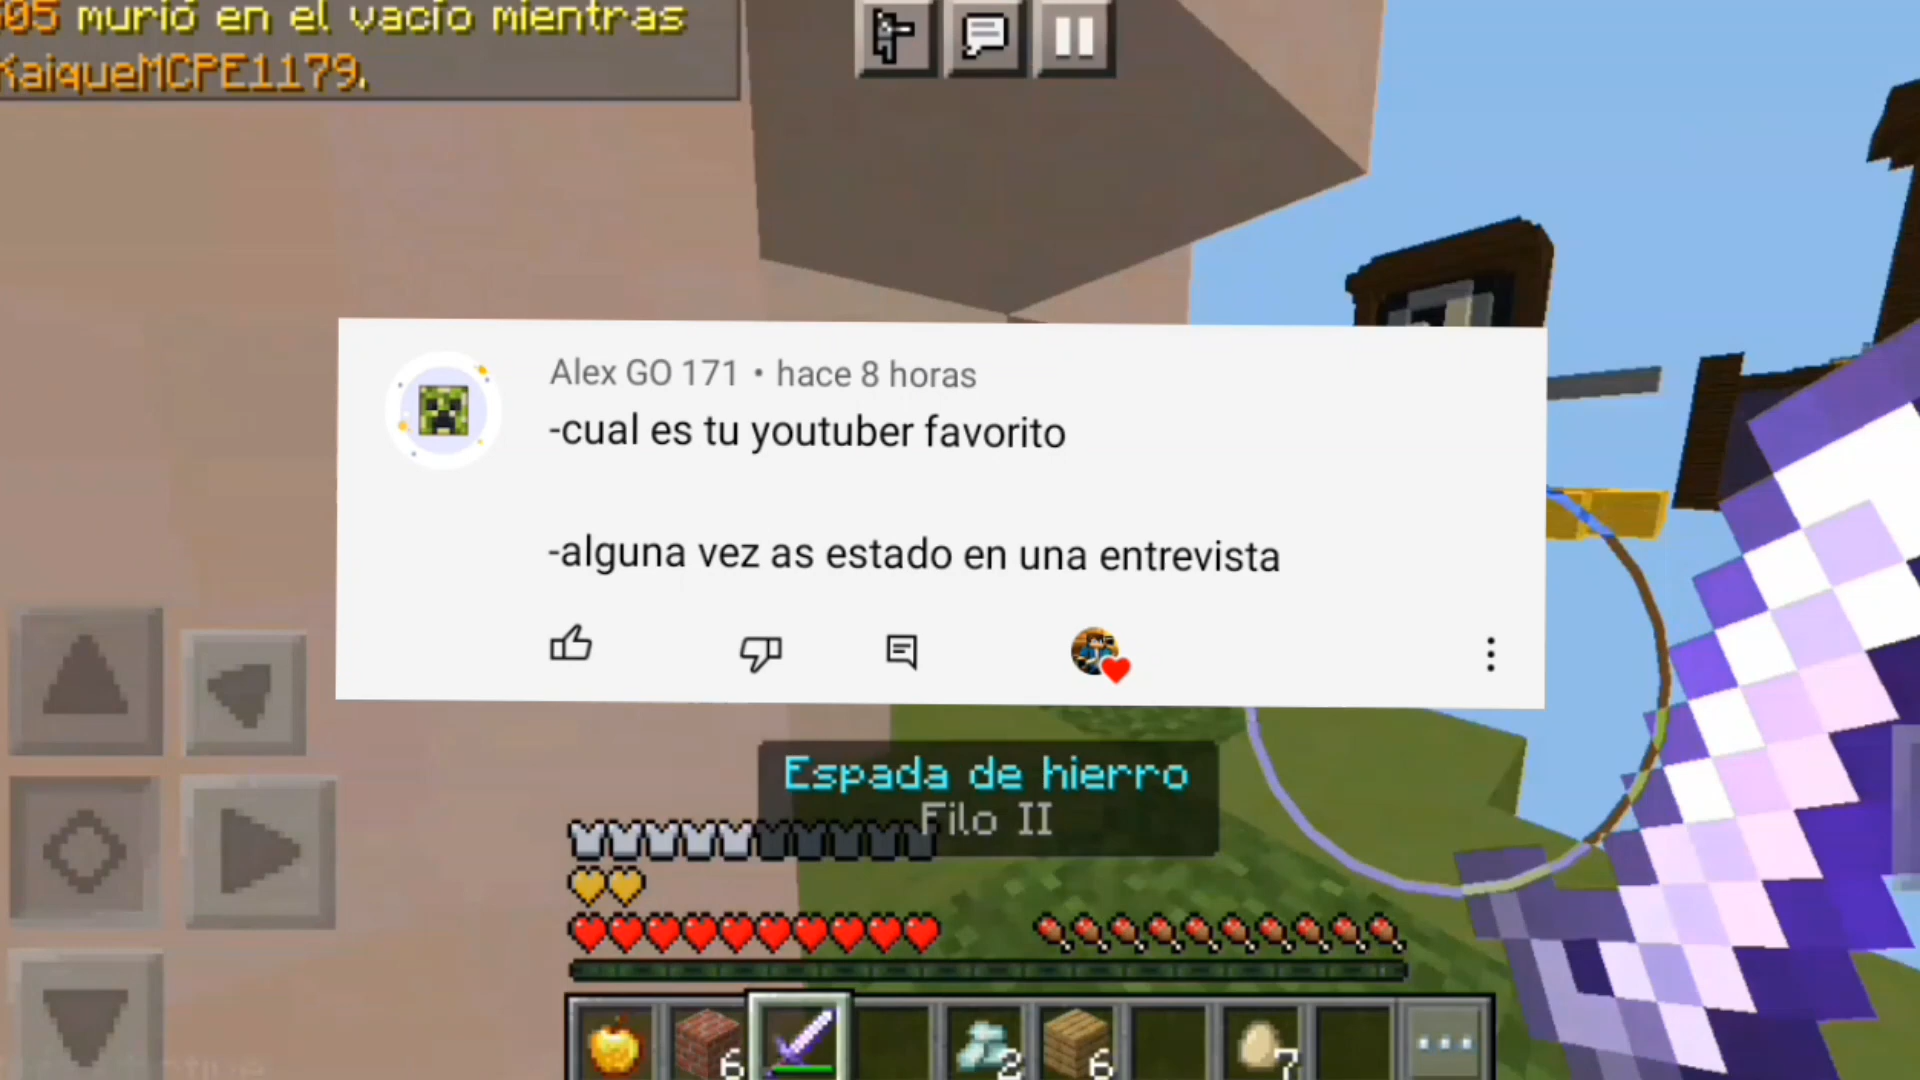 605 murió en el vacío mientras
KaiqueMCPE1179.
Alex GO 171 • hace 8 horas
-cual es tu youtuber favorito
-alguna vez as estado en una entrevista
Espada de hierro
Filo II
6
2
6
7